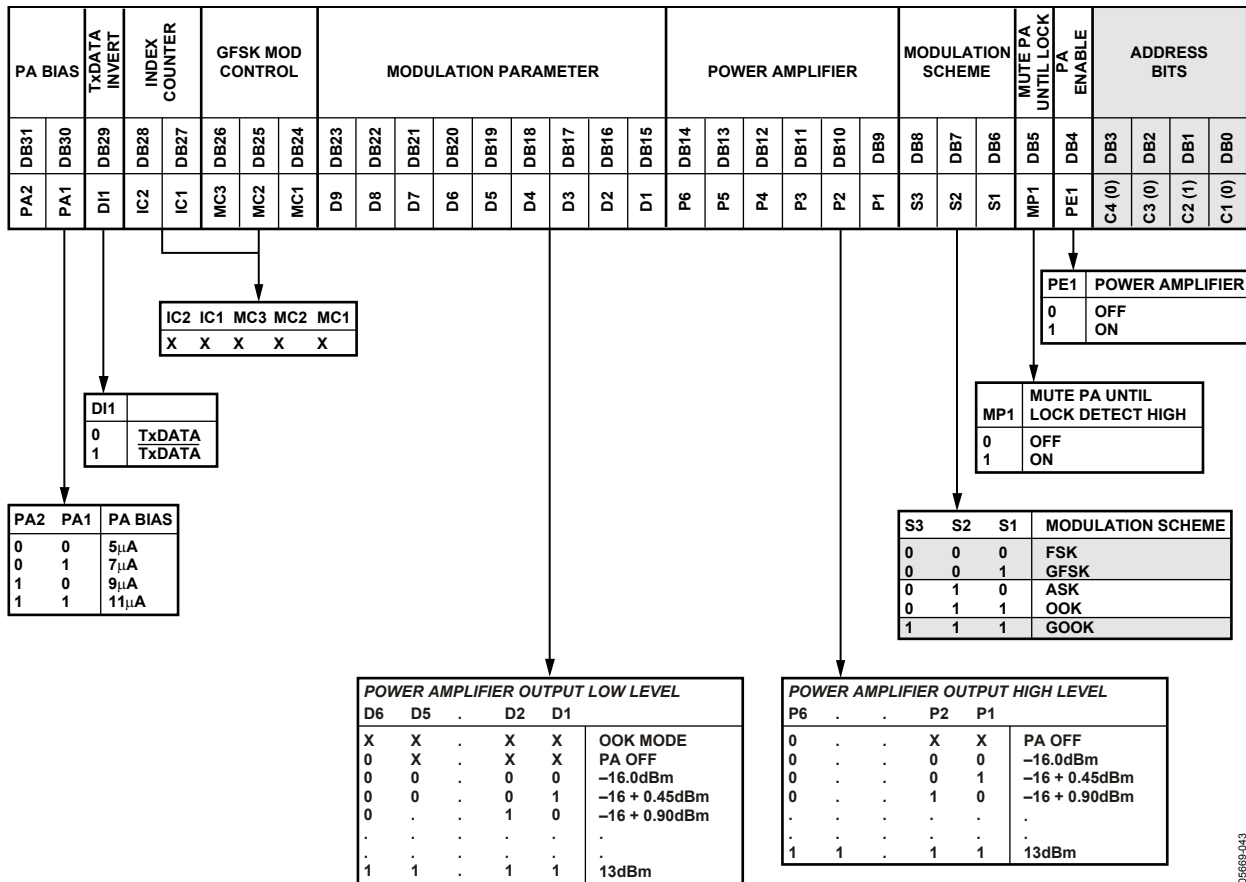 PA BIAS
TxDATA INVERT
INDEX COUNTER
GFSK MOD CONTROL
MODULATION PARAMETER
POWER AMPLIFIER
MODULATION SCHEME
MUTE PA UNTIL LOCK
PA ENABLE
ADDRESS BITS
DB31 DB30 DB29 DB28 DB27 DB26 DB25 DB24 DB23 DB22 DB21 DB20 DB19 DB18 DB17 DB16 DB15 DB14 DB13 DB12 DB11 DB10 DB9 DB8 DB7 DB6 DB5 DB4 DB3 DB2 DB1 DB0
PA2 PA1 DI1 IC2 IC1 MC3 MC2 MC1 D9 D8 D7 D6 D5 D4 D3 D2 D1 P6 P5 P4 P3 P2 P1 S3 S2 S1 MP1 PE1 C4 (0) C3 (0) C2 (1) C1 (0)
PE1 POWER AMPLIFIER
0 OFF
1 ON
IC2 IC1 MC3 MC2 MC1
X X X X X
MP1 MUTE PA UNTIL
LOCK DETECT HIGH
0 OFF
1 ON
DI1
0 TxDATA
1 TxDATA
PA2 PA1 PA BIAS
0 0 5µA
0 1 7µA
1 0 9µA
1 1 11µA
S3 S2 S1 MODULATION SCHEME
0 0 0 FSK
0 0 1 GFSK
0 1 0 ASK
0 1 1 OOK
1 1 1 GOOK
POWER AMPLIFIER OUTPUT LOW LEVEL
D6 D5 . D2 D1
X X . X X OOK MODE
0 X . X X PA OFF
0 0 . 0 0 –16.0dBm
0 0 . 0 1 –16 + 0.45dBm
0 . . 1 0 –16 + 0.90dBm
. . . . . .
. . . . . .
1 1 . 1 1 13dBm
POWER AMPLIFIER OUTPUT HIGH LEVEL
P6 . . P2 P1
0 . . X X PA OFF
0 . . 0 0 –16.0dBm
0 . . 0 1 –16 + 0.45dBm
0 . . 1 0 –16 + 0.90dBm
. . . . . .
. . . . . .
1 1 . 1 1 13dBm
05669-043